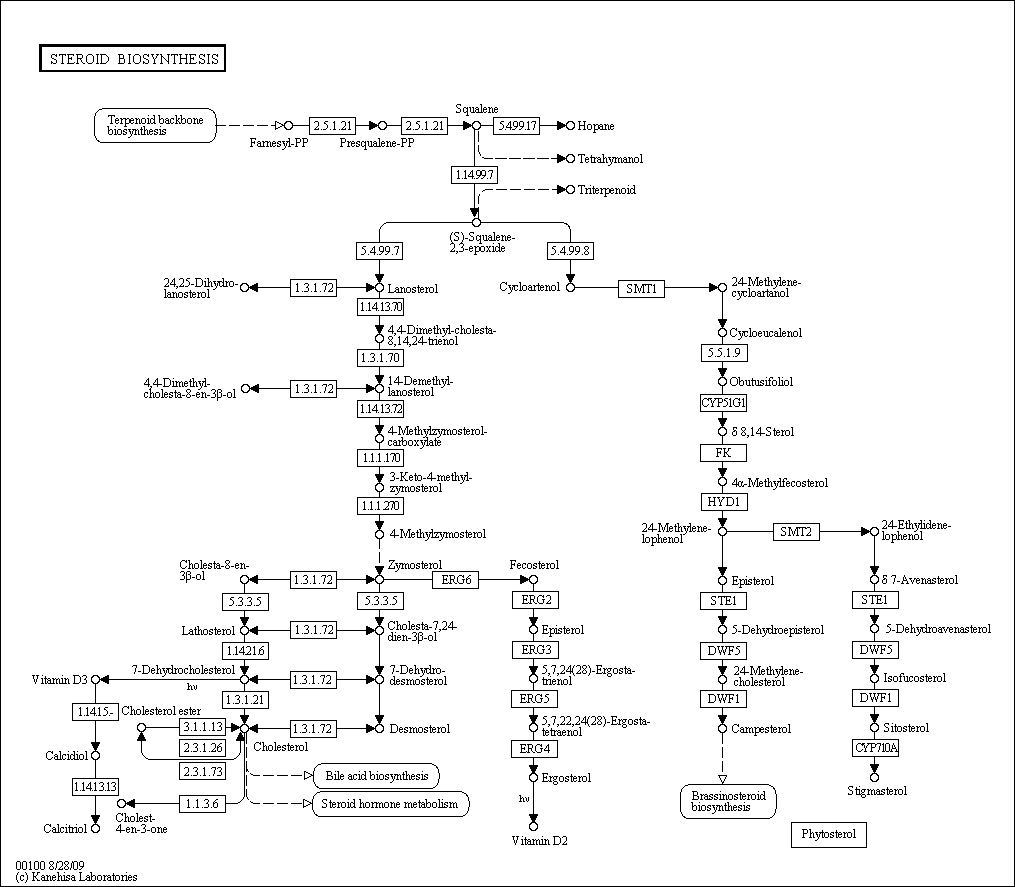 STEROID BIOSYNTHESIS
Terpenoid backbone
biosynthesis
Farnesyl-PP
2.5.1.21
Presqualene-PP
2.5.1.21
Squalene
5.4.99.17
Hopane
Tetrahymanol
1.14.99.7
Triterpenoid
(S)-Squalene-
2,3-epoxide
5.4.99.7
5.4.99.8
24,25-Dihydro-
lanosterol
1.3.1.72
Lanosterol
Cycloartenol
SMT1
24-Methylene-
cycloartanol
1.14.13.70
4,4-Dimethyl-cholesta-
8,14,24-trienol
Cycloeucalenol
1.3.1.70
5.5.1.9
4,4-Dimethyl-
cholesta-8-en-3β-ol
1.3.1.72
14-Demethyl-
lanosterol
Obtusifoliol
1.14.13.72
CYP51G1
4-Methylzymosterol-
carboxylate
δ 8,14-Sterol
1.1.1.170
FK
3-Keto-4-methyl-
zymosterol
4α-Methylfecosterol
1.1.1.270
HYD1
4-Methylzymosterol
24-Methylene-
lophenol
SMT2
24-Ethylidene-
lophenol
Cholesta-8-en-
3β-ol
1.3.1.72
Zymosterol
ERG6
Fecosterol
Episterol
δ 7-Avenasterol
5.3.3.5
5.3.3.5
ERG2
STE1
STE1
Lathosterol
1.3.1.72
Cholesta-7,24-
dien-3β-ol
Episterol
5-Dehydroepisterol
5-Dehydroavenasterol
1.14.21.6
ERG3
DWF5
DWF5
Vitamin D3
7-Dehydrocholesterol
hν
1.3.1.72
7-Dehydro-
desmosterol
5,7,24(28)-Ergosta-
trienol
24-Methylene-
cholesterol
Isofucosterol
1.14.15.-
1.3.1.21
ERG5
DWF1
DWF1
Cholesterol ester
3.1.1.13
Cholesterol
1.3.1.72
Desmosterol
5,7,22,24(28)-Ergosta-
tetraenol
Campesterol
Sitosterol
2.3.1.26
2.3.1.73
Calcidiol
ERG4
CYP710A
Bile acid biosynthesis
Ergosterol
Stigmasterol
1.14.13.13
1.1.3.6
Steroid hormone metabolism
hν
Brassinosteroid
biosynthesis
Calcitriol
Cholest-
4-en-3-one
Vitamin D2
Phytosterol
00100 8/28/09
(c) Kanehisa Laboratories